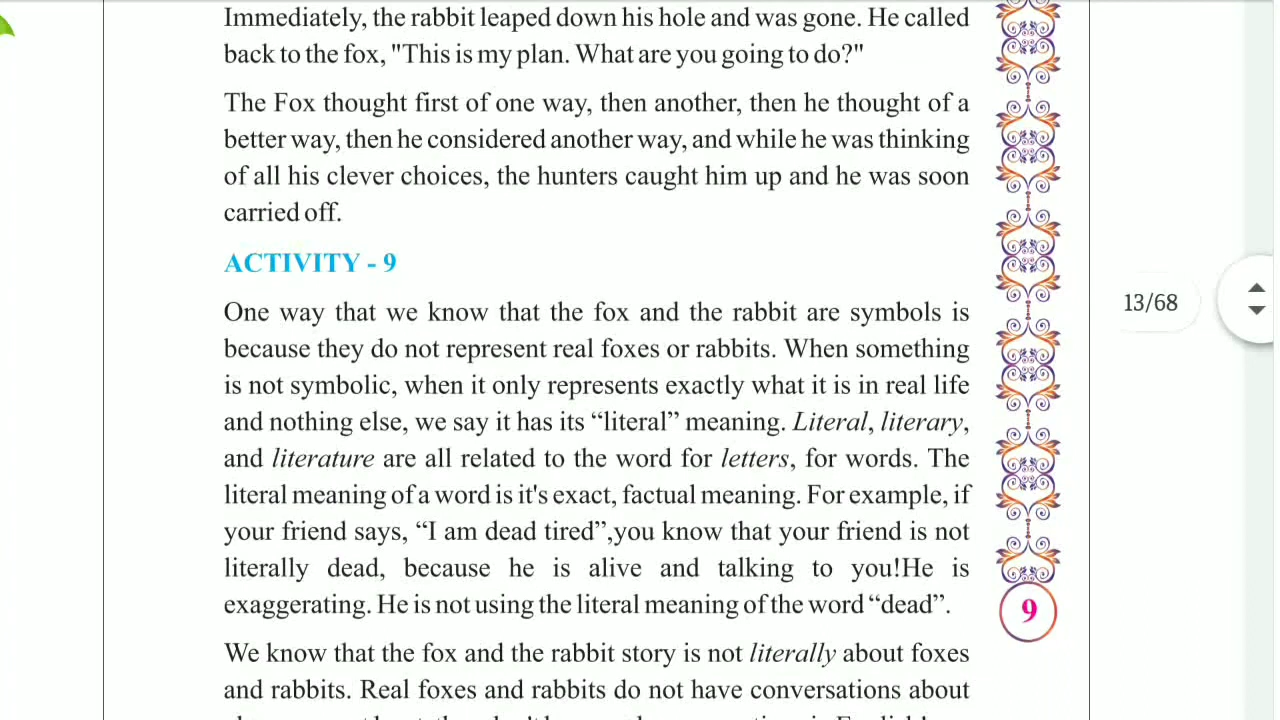 Immediately, the rabbit leaped down his hole and was gone. He called
back to the fox, "This is my plan. What are you going to do?"
The Fox thought first of one way, then another, then he thought of a
better way, then he considered another way, and while he was thinking
of all his clever choices, the hunters caught him up and he was soon
carried off.
ACTIVITY - 9
One way that we know that the fox and the rabbit are symbols is
because they do not represent real foxes or rabbits. When something
is not symbolic, when it only represents exactly what it is in real life
and nothing else, we say it has its “literal” meaning. Literal, literary,
and literature are all related to the word for letters, for words. The
literal meaning of a word is it's exact, factual meaning. For example, if
your friend says, “I am dead tired”,you know that your friend is not
literally dead, because he is alive and talking to you!He is
exaggerating. He is not using the literal meaning of the word “dead”.
We know that the fox and the rabbit story is not literally about foxes
and rabbits. Real foxes and rabbits do not have conversations about
9
13/68